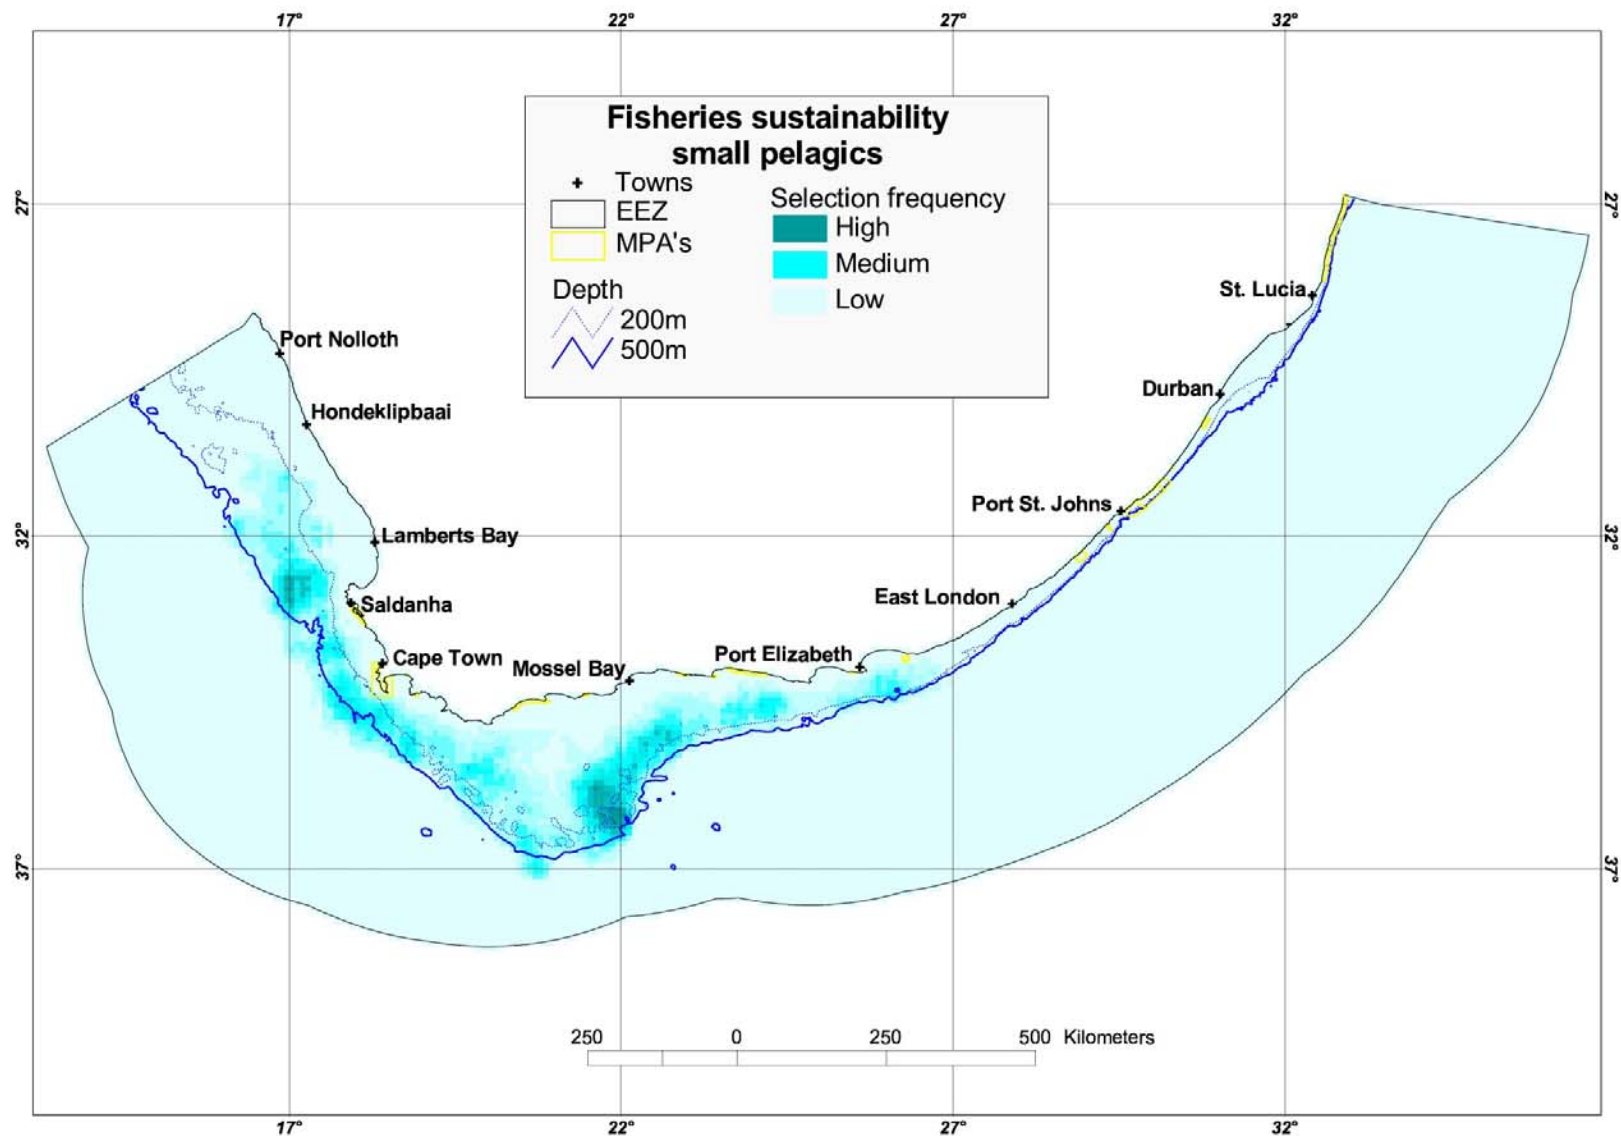 17° 22° 27° 32°
Fisheries sustainability
small pelagics
Towns
EEZ
MPA's
Depth
200m
500m
Selection frequency
High
Medium
Low
27° 27°
St. Lucia
Port Nolloth
Durban
Hondeklipbaai
Port St. Johns
32° 32°
Lamberts Bay
East London
Saldanha
Cape Town
Mossel Bay
Port Elizabeth
37° 37°
250 0 250 500 Kilometers
17° 22° 27° 32°